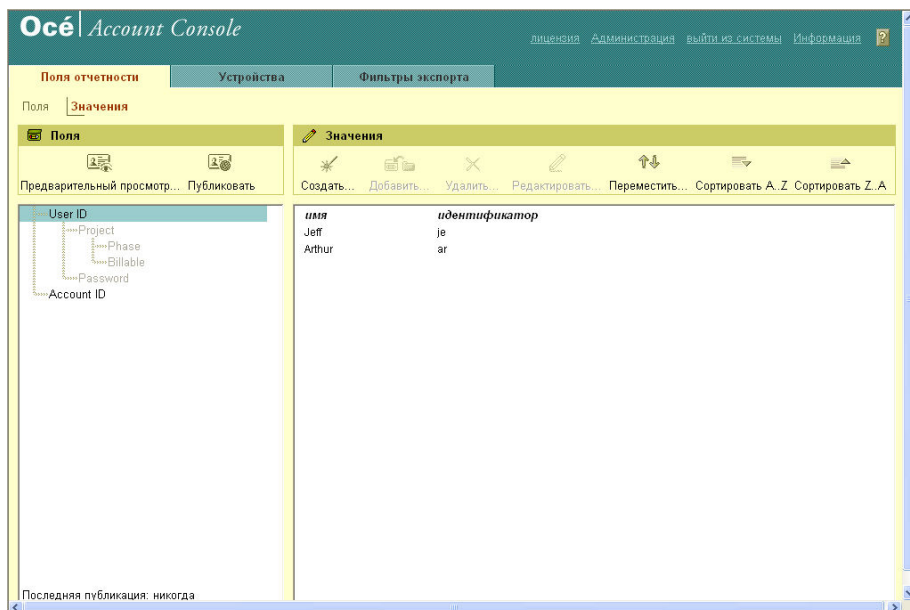 Océ Account Console
лицензия Администрация выйти из системы Информация ?
Поля отчетности Устройства Фильтры экспорта
Поля Значения
Поля
Предварительный просмотр... Публиковать
Значения
Создать... Добавить... Удалить... Редактировать... Переместить... Сортировать A..Z Сортировать Z..A
User ID
Project
Phase
Billable
Password
Account ID
имя идентификатор
Jeff je
Arthur ar
Последняя публикация: никогда